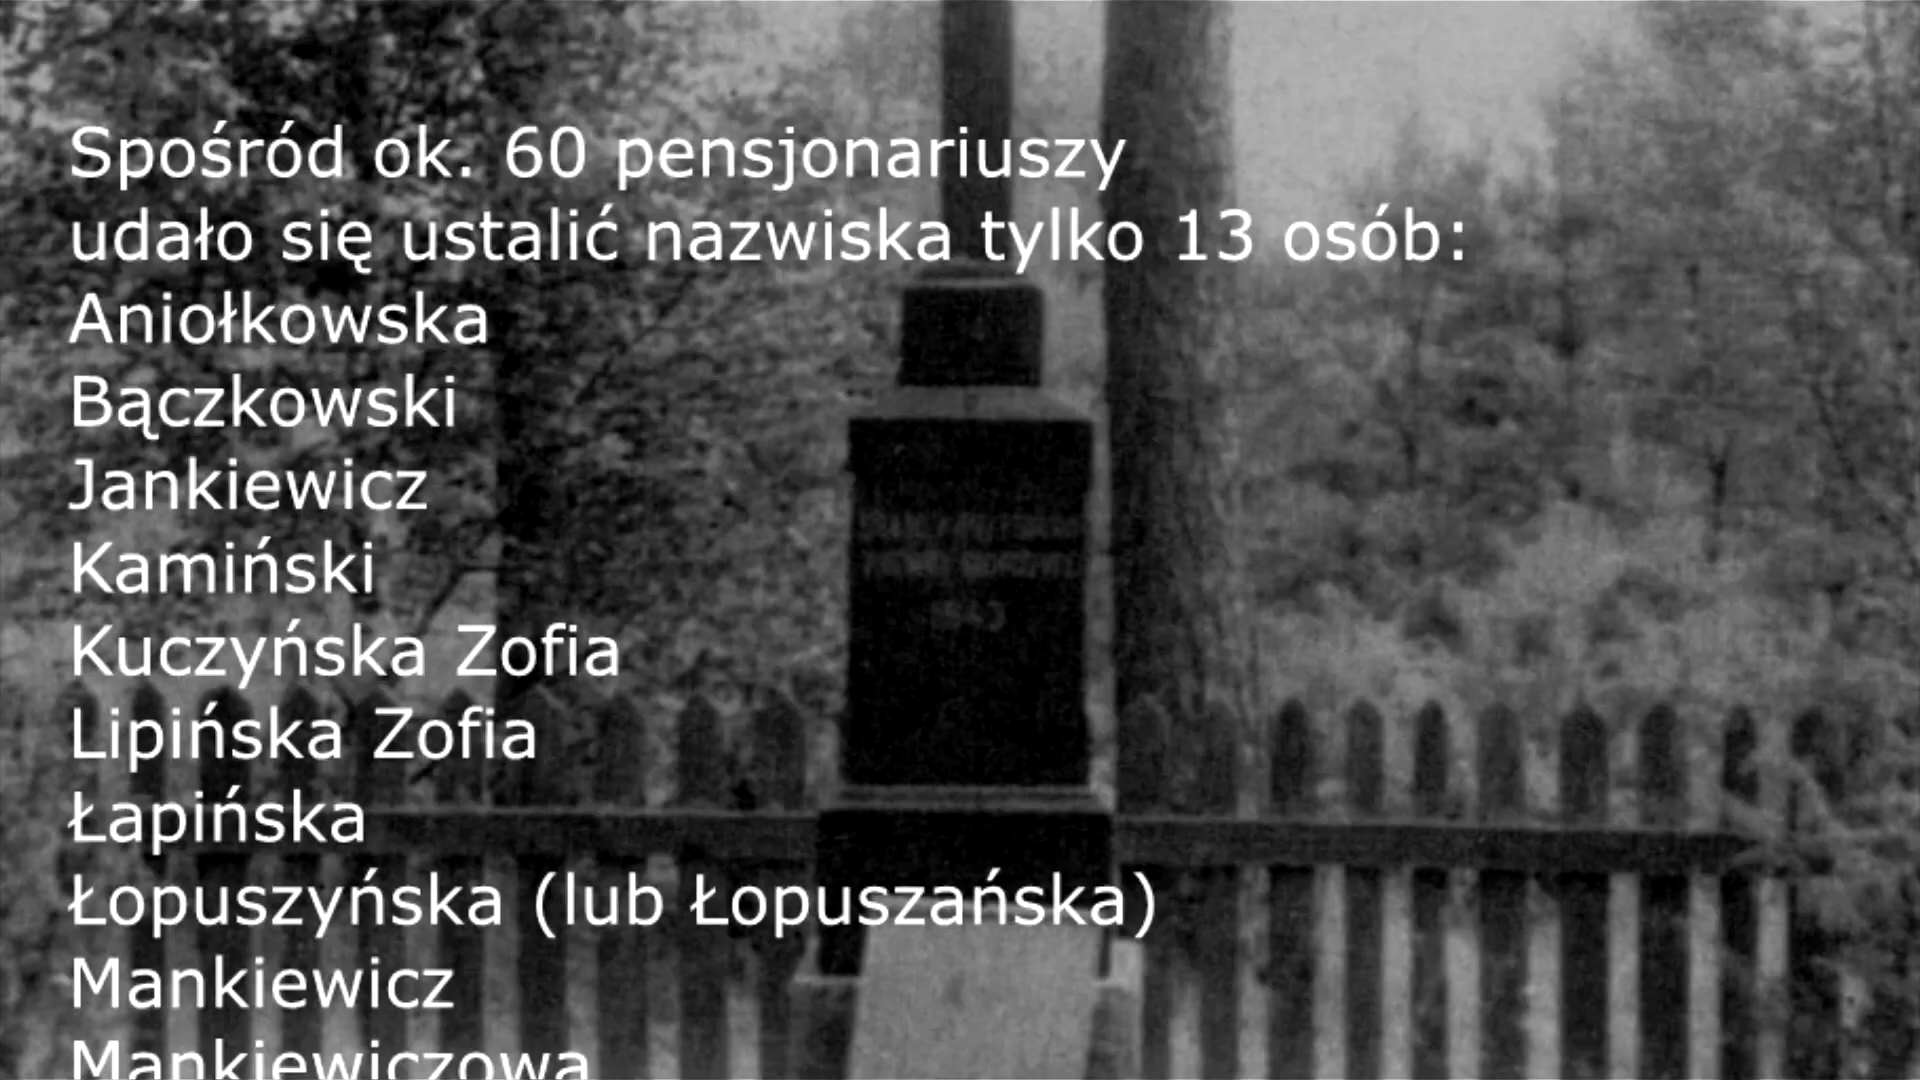 Spośród ok. 60 pensjonariuszy
udało się ustalić nazwiska tylko 13 osób:
Aniołkowska
Bączkowski
Jankiewicz
Kamiński
Kuczyńska Zofia
Lipińska Zofia
Łapińska
Łopuszyńska (lub Łopuszańska)
Mankiewicz
Mankiewiczowa